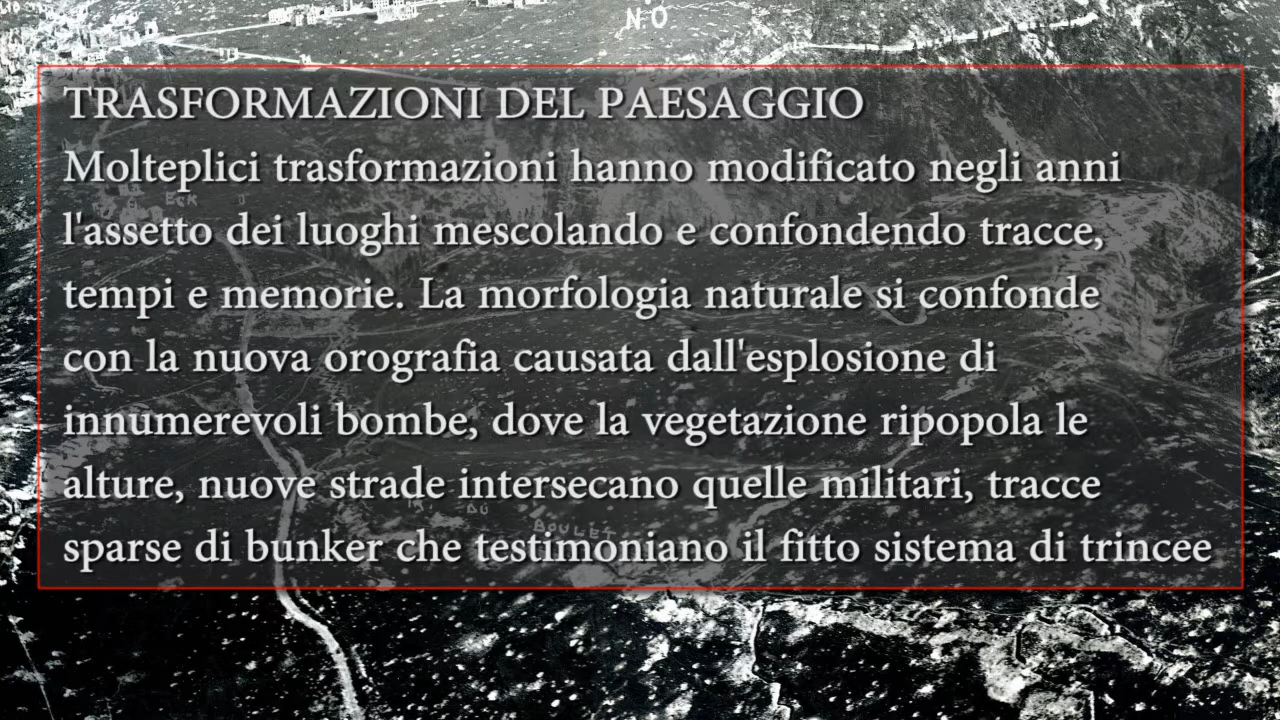 NO
TRASFORMAZIONI DEL PAESAGGIO
Molteplici trasformazioni hanno modificato negli anni
l'assetto dei luoghi mescolando e confondendo tracce,
tempi e memorie. La morfologia naturale si confonde
con la nuova orografia causata dall'esplosione di
innumerevoli bombe, dove la vegetazione ripopola le
alture, nuove strade intersecano quelle militari, tracce
sparse di bunker che testimoniano il fitto sistema di trincee